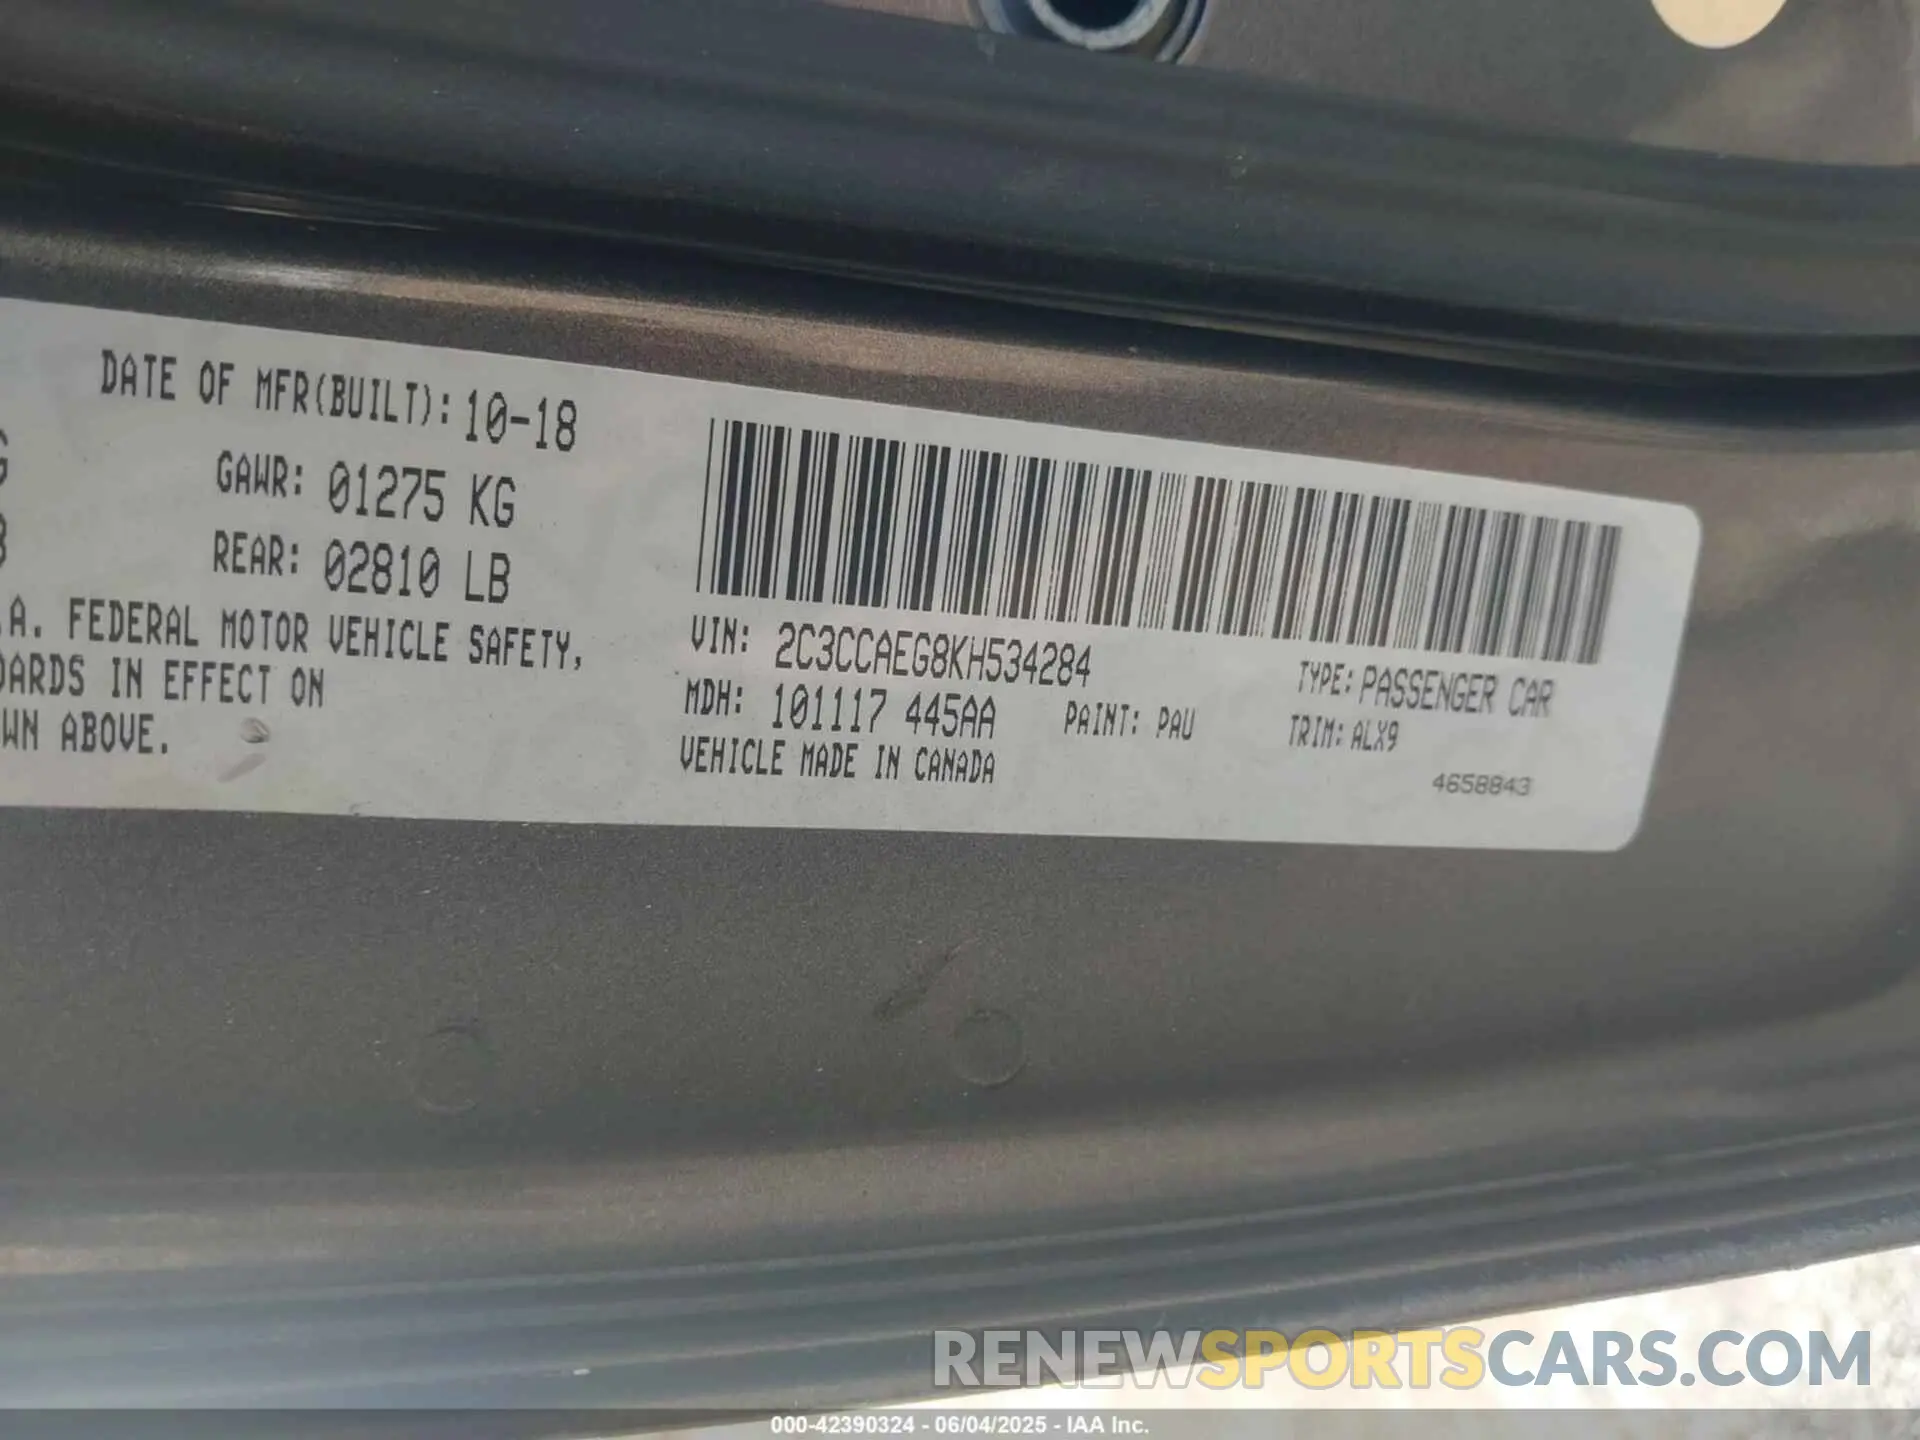 DATE OF MFR(BUILT): 10-18
GAWR: 01275 KG
REAR: 02810 LB
.A. FEDERAL MOTOR VEHICLE SAFETY,
DARDS IN EFFECT ON
WN ABOVE.
VIN: 2C3CCAEG8KH534284
TYPE: PASSENGER CAR
MDH: 101117 445AA
PAINT: PAU
TRIM: ALX9
VEHICLE MADE IN CANADA
4658843
RENEWSPORTSCARS.COM
000-42390324 - 06/04/2025 - IAA Inc.